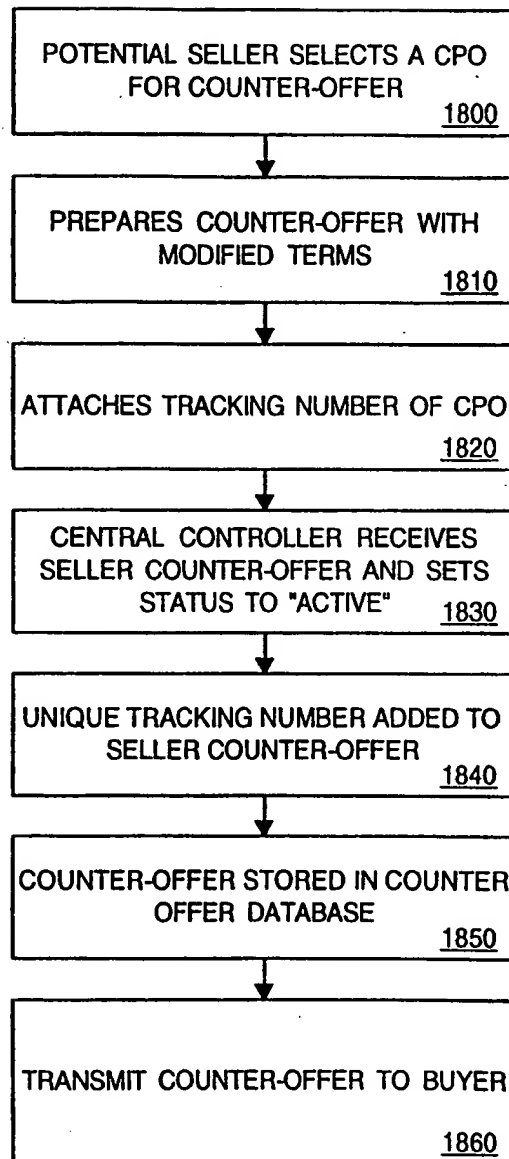 POTENTIAL SELLER SELECTS A CPO
FOR COUNTER-OFFER
1800
PREPARES COUNTER-OFFER WITH
MODIFIED TERMS
1810
ATTACHES TRACKING NUMBER OF CPO
1820
CENTRAL CONTROLLER RECEIVES
SELLER COUNTER-OFFER AND SETS
STATUS TO "ACTIVE"
1830
UNIQUE TRACKING NUMBER ADDED TO
SELLER COUNTER-OFFER
1840
COUNTER-OFFER STORED IN COUNTER
OFFER DATABASE
1850
TRANSMIT COUNTER-OFFER TO BUYER
1860